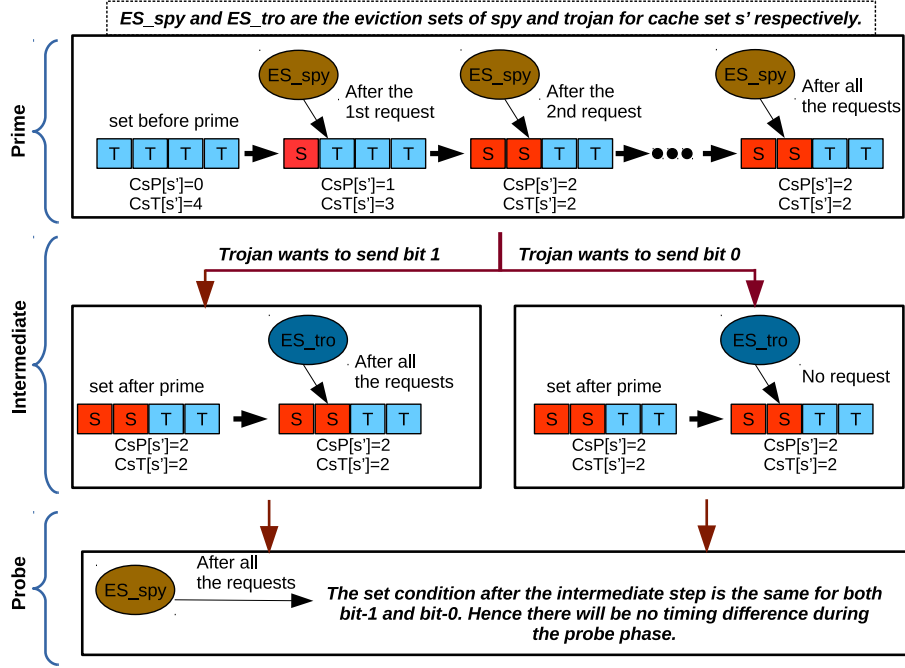 ES_spy and ES_tro are the eviction sets of spy and trojan for cache set s' respectively.
Prime
set before prime
T T T T
CsP[s']=0
CsT[s']=4
ES_spy
After the
1st request
S T T T
CsP[s']=1
CsT[s']=3
ES_spy
After the
2nd request
S S T T
CsP[s']=2
CsT[s']=2
ES_spy
After all
the requests
S S T T
CsP[s']=2
CsT[s']=2
Intermediate
Trojan wants to send bit 1
Trojan wants to send bit 0
set after prime
S S T T
CsP[s']=2
CsT[s']=2
ES_tro
After all
the requests
S S T T
CsP[s']=2
CsT[s']=2
set after prime
S S T T
CsP[s']=2
CsT[s']=2
ES_tro
No request
S S T T
CsP[s']=2
CsT[s']=2
Probe
ES_spy
After all
the requests
The set condition after the intermediate step is the same for both
bit-1 and bit-0. Hence there will be no timing difference during
the probe phase.